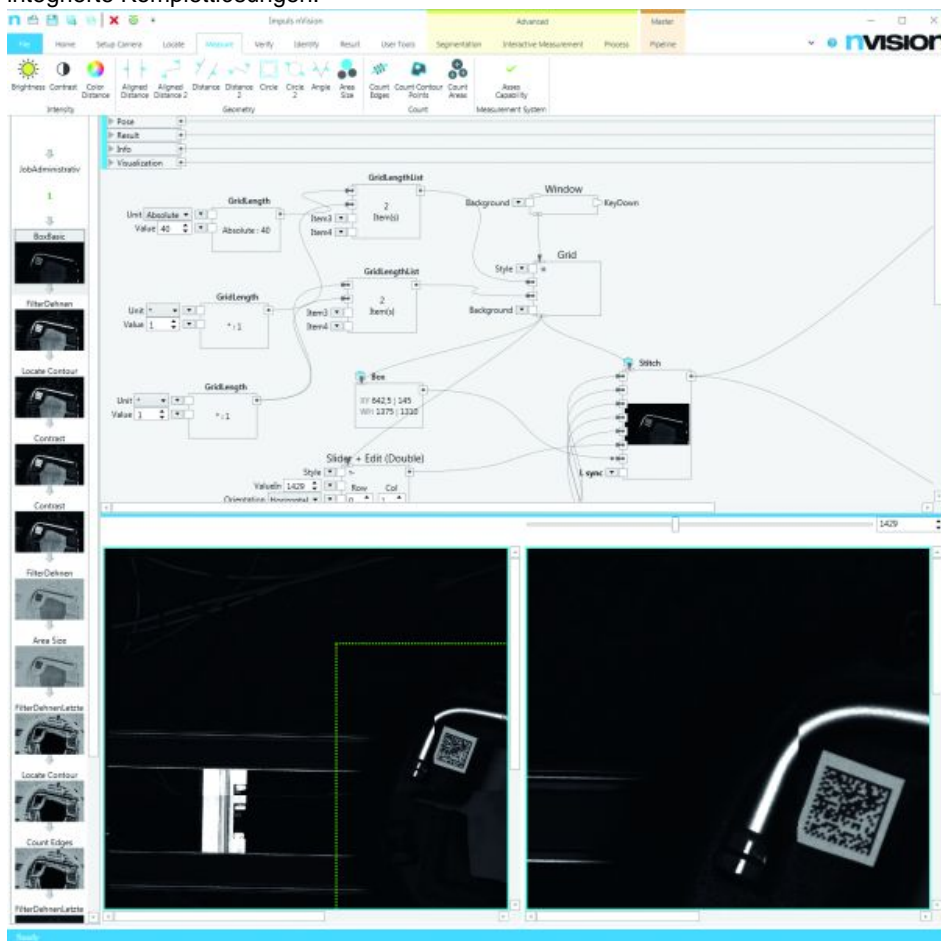 integrierte Komplettlösungen.
Impuls nVision
Advanced
Master
File Home Setup Camera Locate Measure Verify Identify Result User Tools Segmentation Interactive Measurement Process Pipeline
nVISION
Brightness Contrast Color Distance Aligned Distance Aligned Distance 2 Distance Distance 2 Circle Circle 2 Angle Area Size Count Edges Count Contour Points Count Areas Asses Capability
Intensity Geometry Count Measurement System
Pose
Result
Info
Visualization
JobAdministrativ
1
BoxBasic
FilterDehnen
Locate Contour
Contrast
Contrast
FilterDehnen
Area Size
FilterDehnenLetzte
Locate Contour
Count Edges
FilterDehnenLetzte
GridLength
Unit Absolute
Value 40
Absolute : 40
GridLengthList
2
Item(s)
Item3
Item4
Window
Background
KeyDown
Grid
Style
Background
GridLength
Unit *
Value 1
* : 1
GridLengthList
2
Item(s)
Item3
Item4
GridLength
Unit *
Value 1
* : 1
Box
XY 642,5 | 145
WH 1375 | 1310
Stitch
I. sync
Slider + Edit (Double)
Style
ValueIn 1429
Row Col
Orientation Horizontal 0 1
1429
Ready